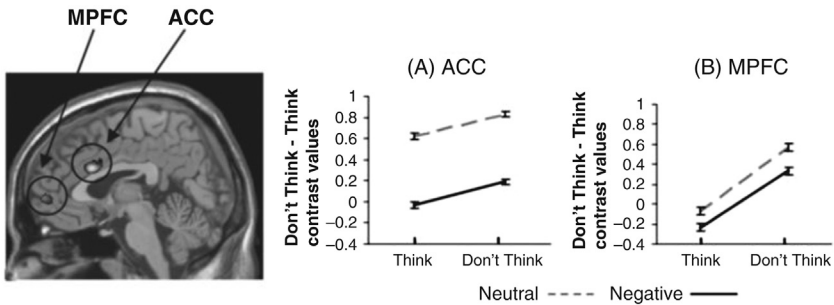 MPFC ACC
(A) ACC
(B) MPFC
Don't Think - Think
contrast values
1
0.8
0.6
0.4
0.2
0
−0.2
−0.4
Think Don't Think
Don't Think - Think
contrast values
1
0.8
0.6
0.4
0.2
0
−0.2
−0.4
Think Don't Think
Neutral Negative